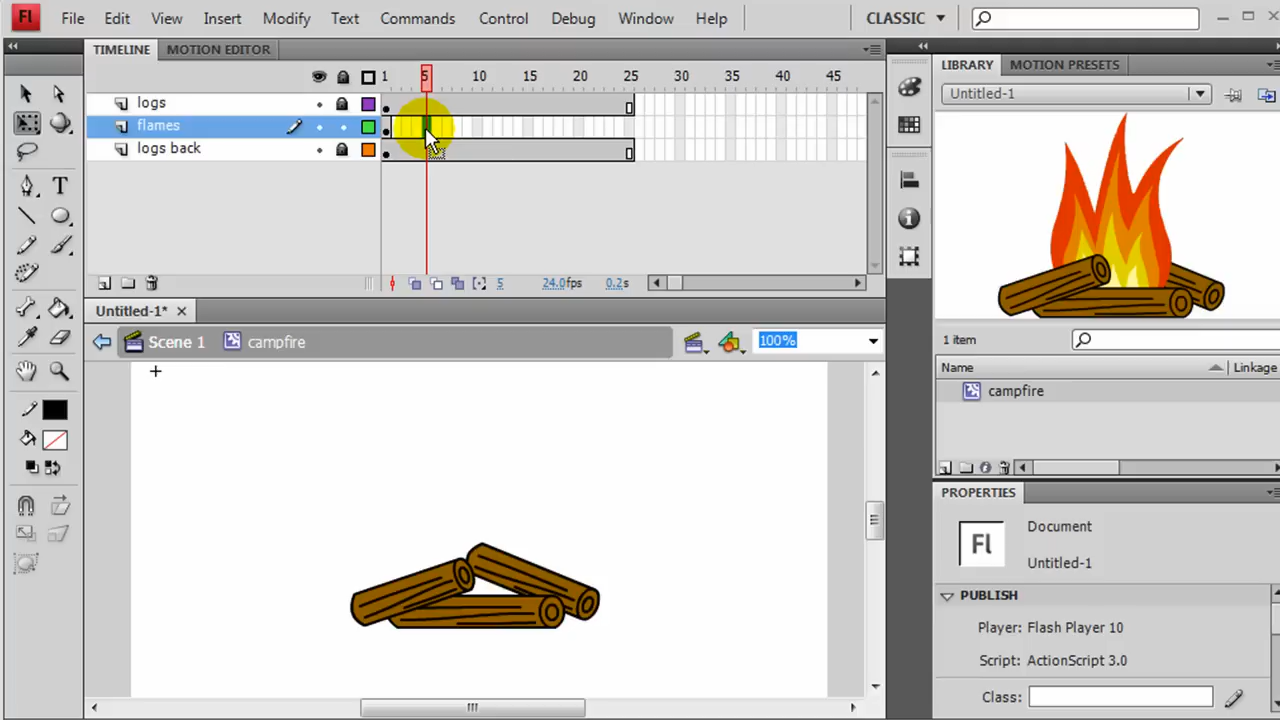 Fl File Edit View Insert Modify Text Commands Control Debug Window Help CLASSIC
TIMELINE MOTION EDITOR
1 5 10 15 20 25 30 35 40 45
logs
flames
logs back
5 24.0fps 0.2s
Untitled-1*
Scene 1 campfire 100%
T
LIBRARY MOTION PRESETS
Untitled-1
1 item
Name Linkage
campfire
PROPERTIES
Fl
Document
Untitled-1
PUBLISH
Player: Flash Player 10
Script: ActionScript 3.0
Class: